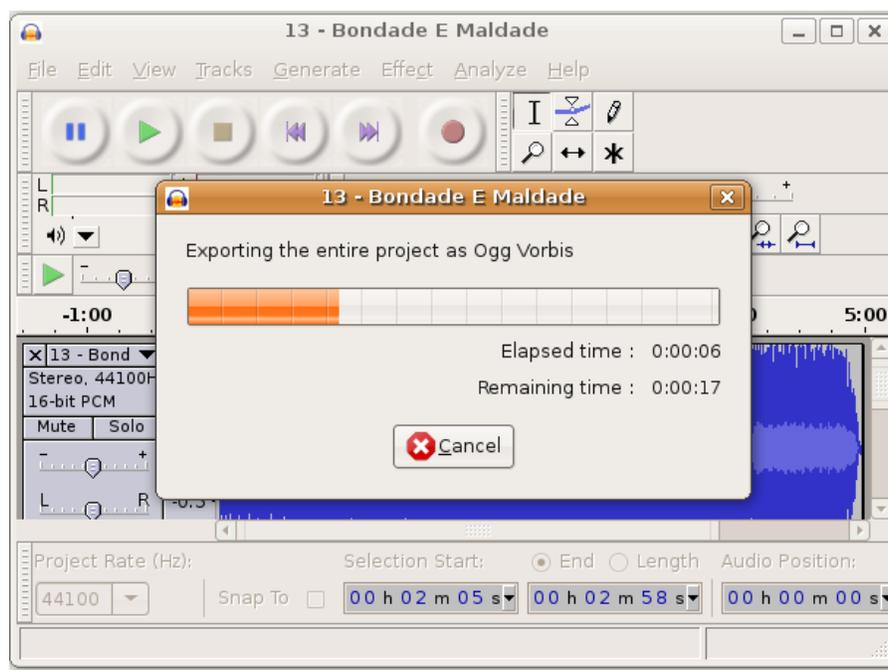 13 - Bondade E Maldade
File Edit View Tracks Generate Effect Analyze Help
L
R
13 - Bondade E Maldade
Exporting the entire project as Ogg Vorbis
Elapsed time : 0:00:06
Remaining time : 0:00:17
Cancel
-1:00 5:00
13 - Bond
Stereo, 44100H
16-bit PCM
Mute Solo
- +
L R -0.5
Project Rate (Hz): Selection Start: End Length Audio Position:
44100 Snap To 00 h 02 m 05 s 00 h 02 m 58 s 00 h 00 m 00 s